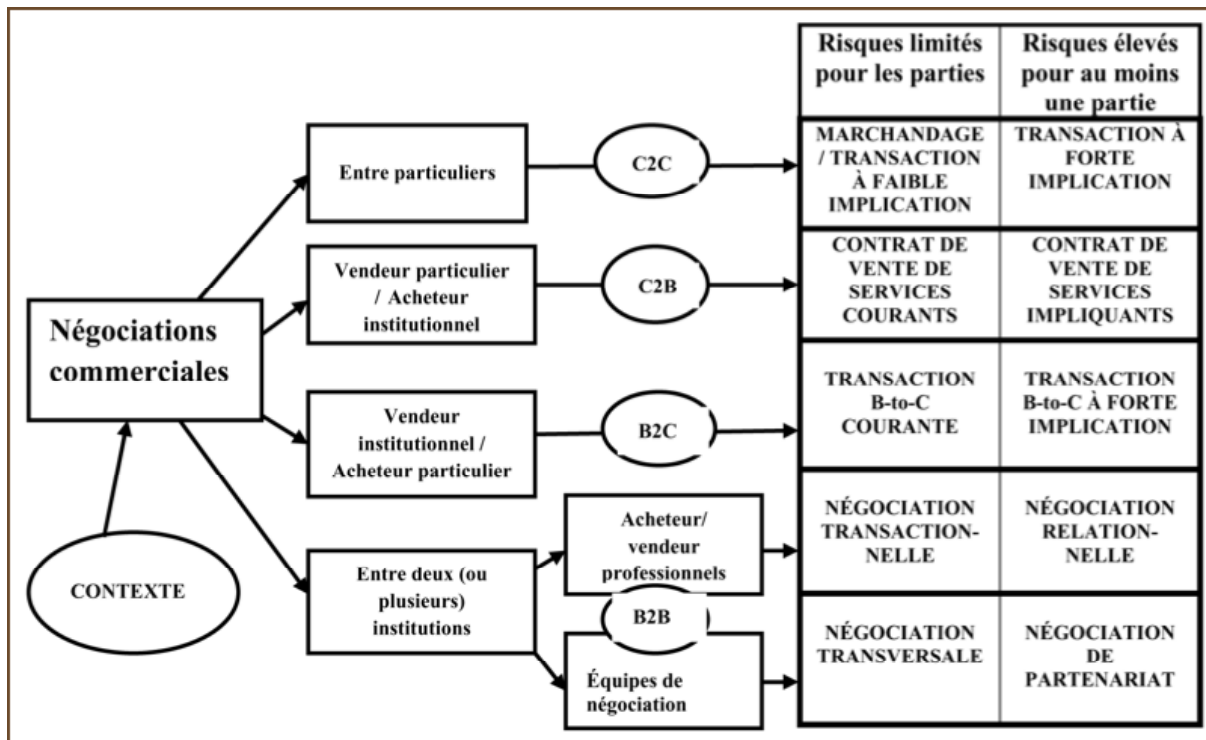 Risques limités
pour les parties
Risques élevés
pour au moins
une partie
Entre particuliers
C2C
MARCHANDAGE
/ TRANSACTION
À FAIBLE
IMPLICATION
TRANSACTION À
FORTE
IMPLICATION
Négociations
commerciales
Vendeur particulier
/ Acheteur
institutionnel
C2B
CONTRAT DE
VENTE DE
SERVICES
COURANTS
CONTRAT DE
VENTE DE
SERVICES
IMPLIQUANTS
Vendeur
institutionnel /
Acheteur particulier
B2C
TRANSACTION
B-to-C
COURANTE
TRANSACTION
B-to-C À FORTE
IMPLICATION
CONTEXTE
Entre deux (ou
plusieurs)
institutions
Acheteur/
vendeur
professionnels
B2B
Équipes de
négociation
NÉGOCIATION
TRANSACTION-
NELLE
NÉGOCIATION
RELATION-
NELLE
NÉGOCIATION
TRANSVERSALE
NÉGOCIATION
DE
PARTENARIAT